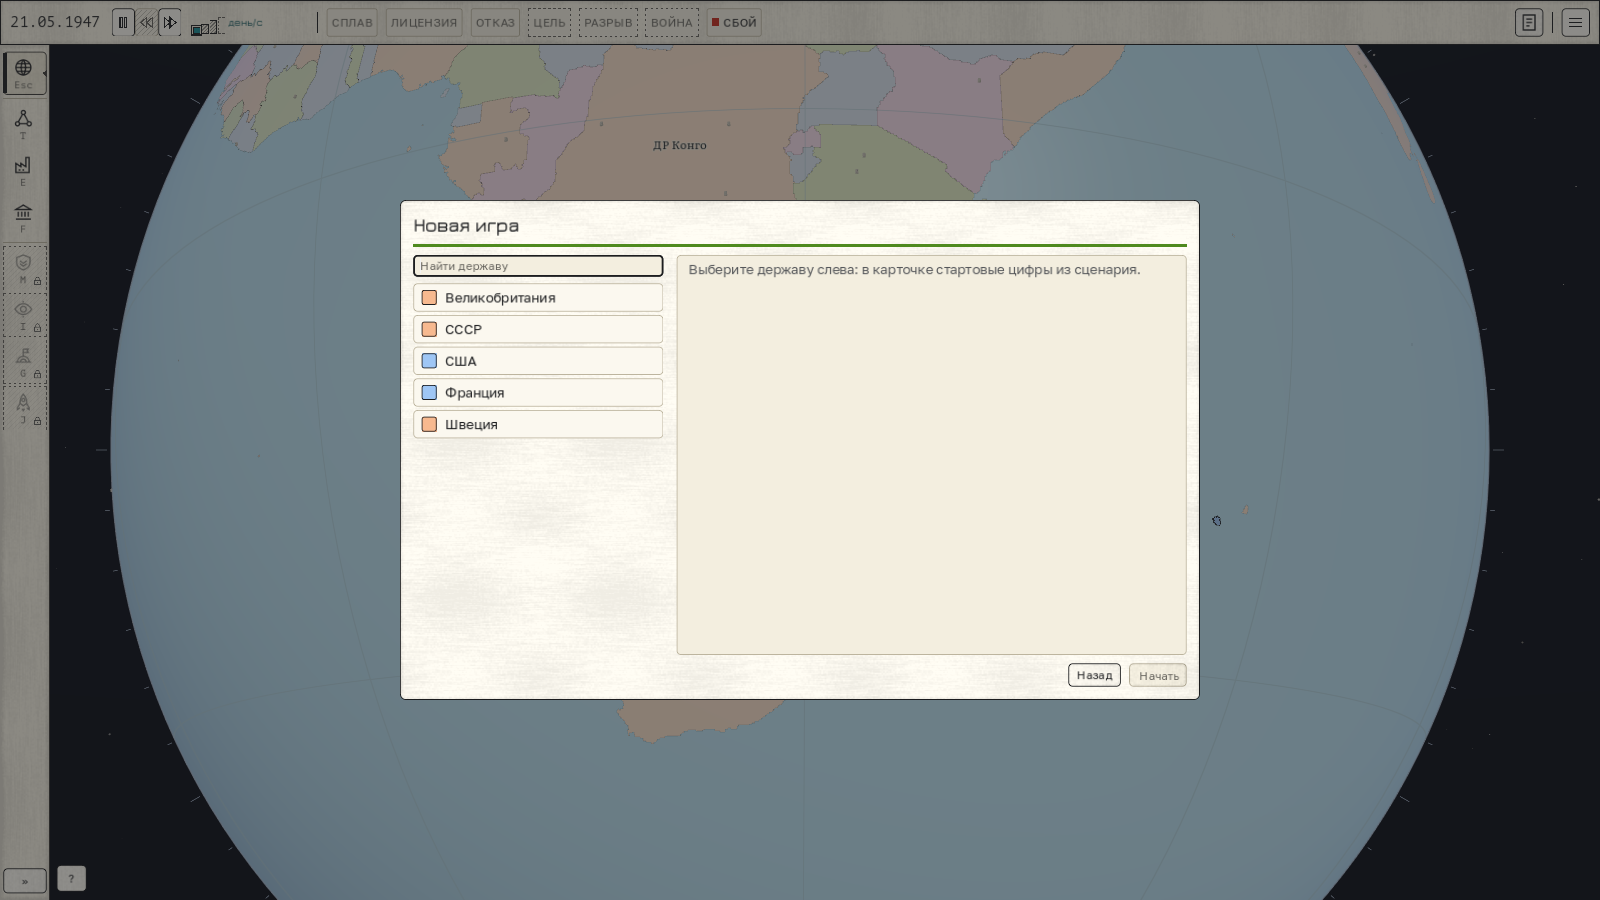 21.05.1947
день/с
СПЛАВ
ЛИЦЕНЗИЯ
ОТКАЗ
ЦЕЛЬ
РАЗРЫВ
ВОЙНА
СБОЙ
Esc
T
E
F
M
I
G
J
»
?
ДР Конго
Новая игра
Найти державу
Великобритания
СССР
США
Франция
Швеция
Выберите державу слева: в карточке стартовые цифры из сценария.
Назад
Начать